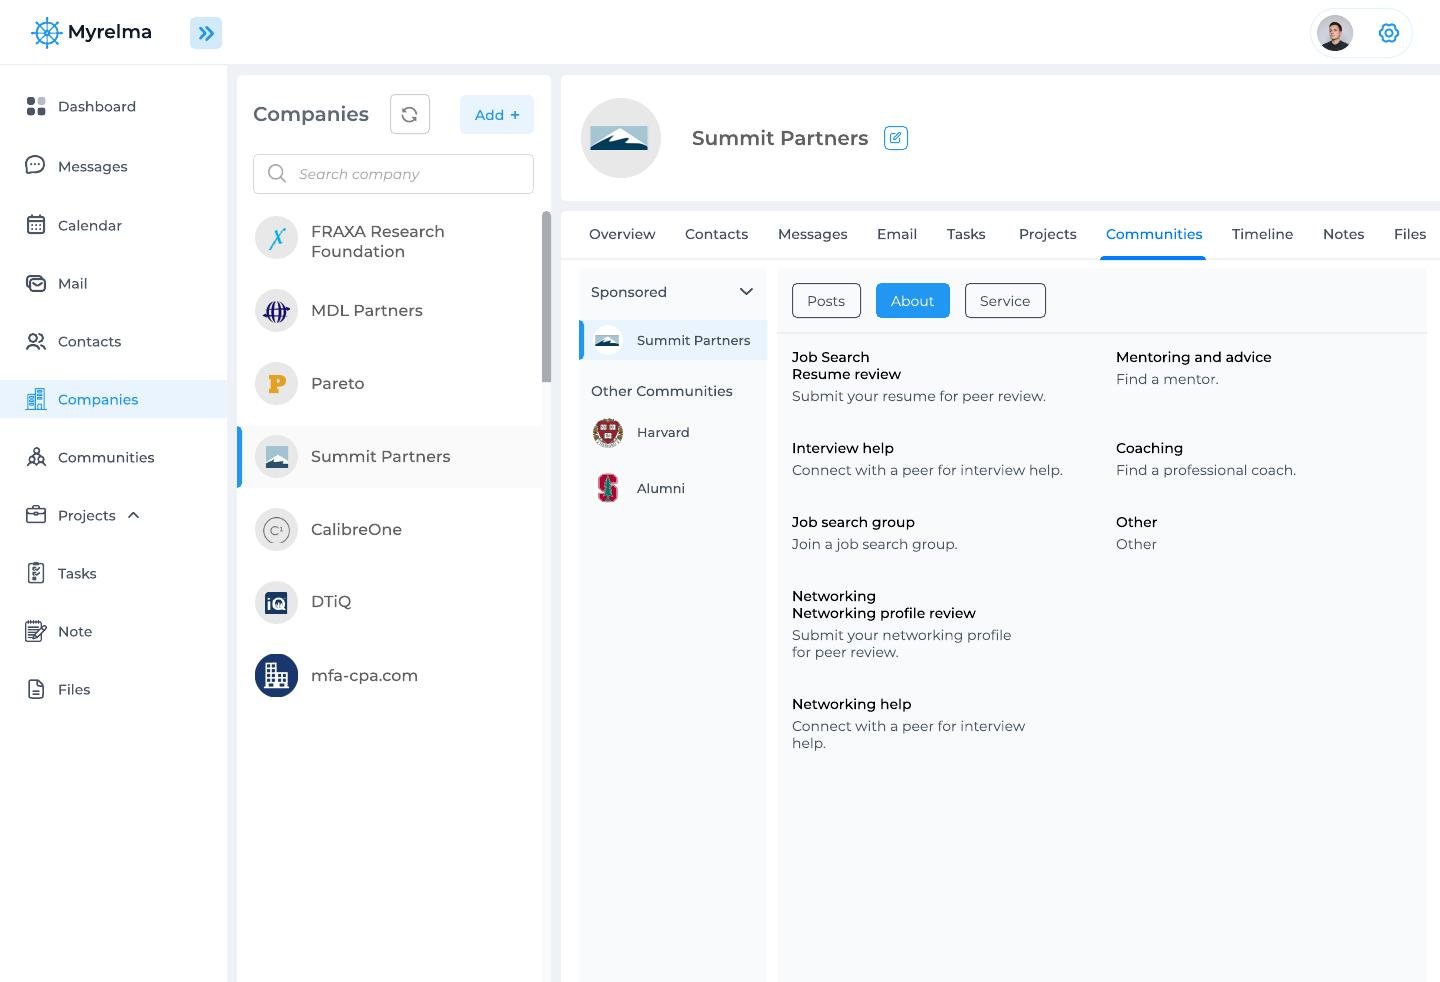 Myrelma
Dashboard
Messages
Calendar
Mail
Contacts
Companies
Communities
Projects
Tasks
Note
Files
Companies
Add +
Search company
FRAXA Research
Foundation
MDL Partners
P
Pareto
Summit Partners
C¹
CalibreOne
iQ
DTiQ
mfa-cpa.com
Summit Partners
Overview Contacts Messages Email Tasks Projects Communities Timeline Notes Files
Sponsored
Summit Partners
Other Communities
Harvard
S
Alumni
Posts About Service
Job Search
Resume review
Submit your resume for peer review.
Interview help
Connect with a peer for interview help.
Job search group
Join a job search group.
Networking
Networking profile review
Submit your networking profile
for peer review.
Networking help
Connect with a peer for interview
help.
Mentoring and advice
Find a mentor.
Coaching
Find a professional coach.
Other
Other